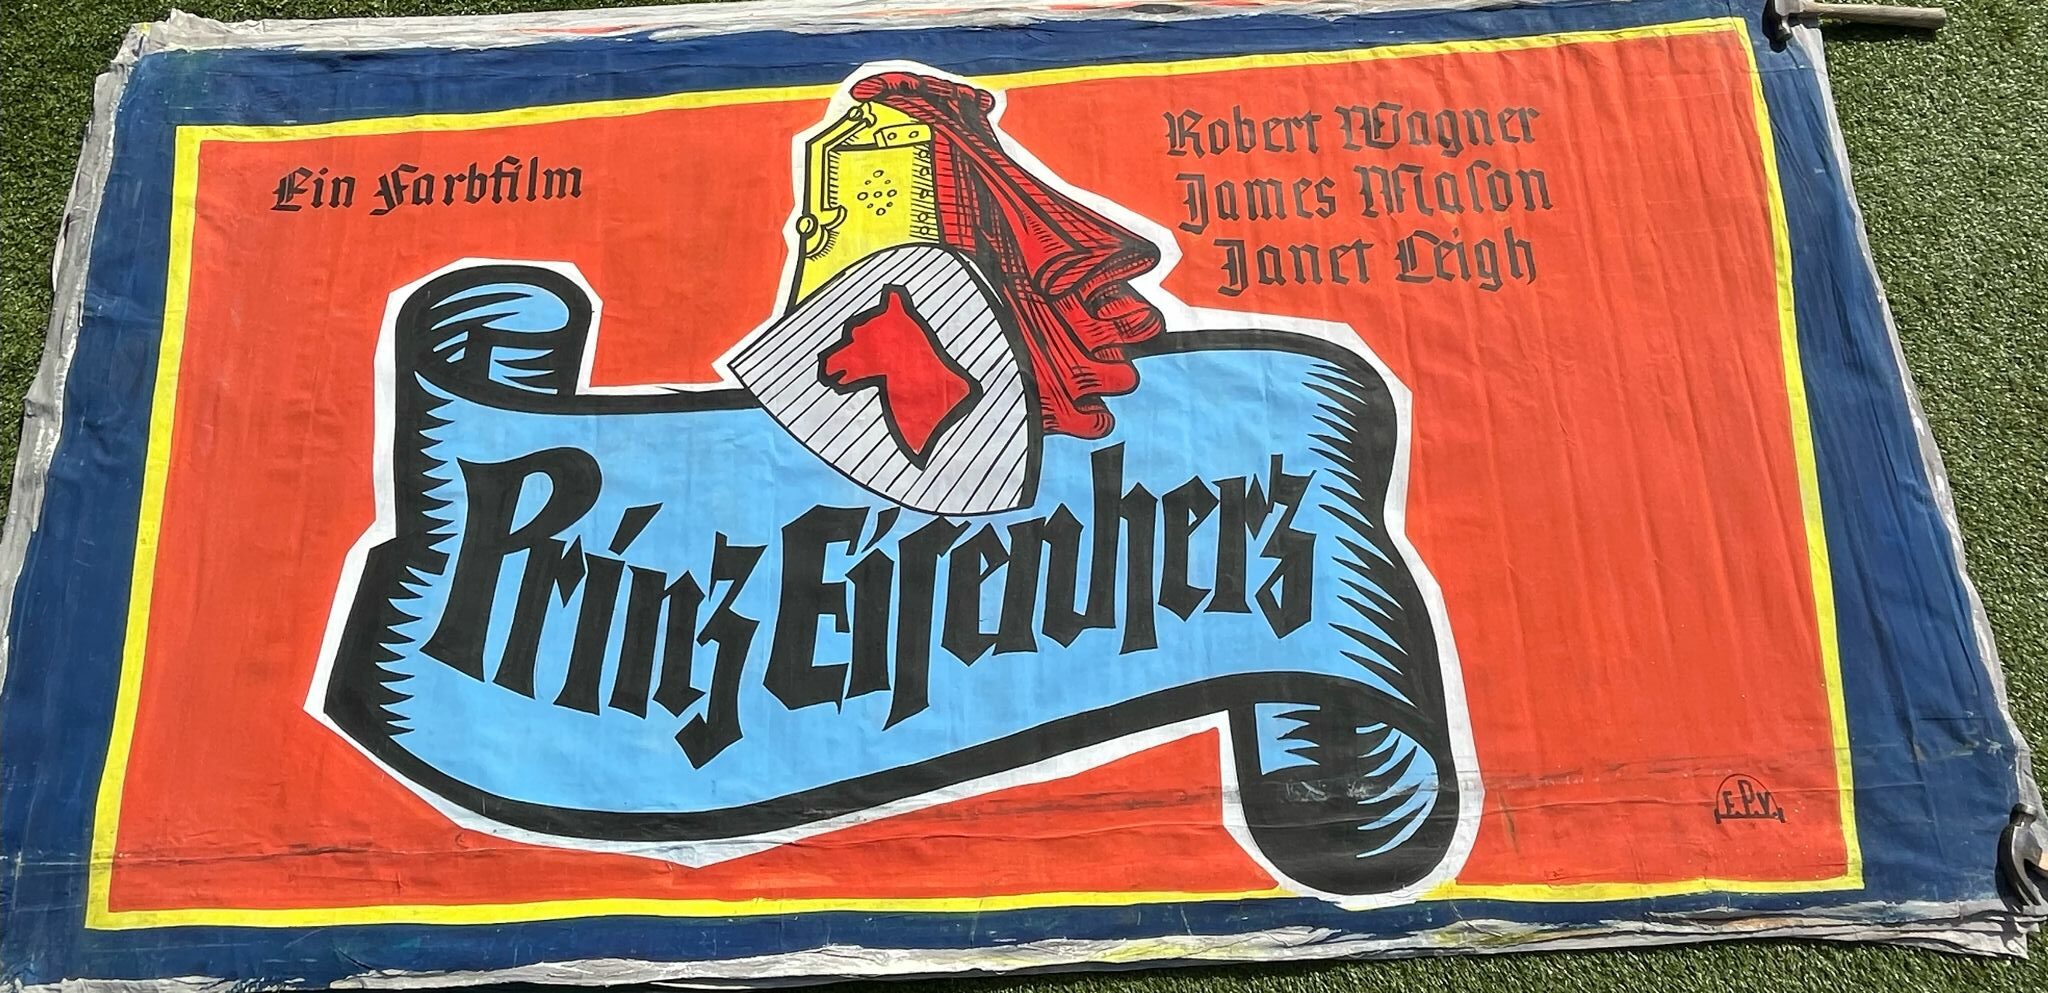 Ein Farbfilm
Robert Wagner
James Maſon
Janet Leigh
Prinz Eiſenherz
F.P.V.